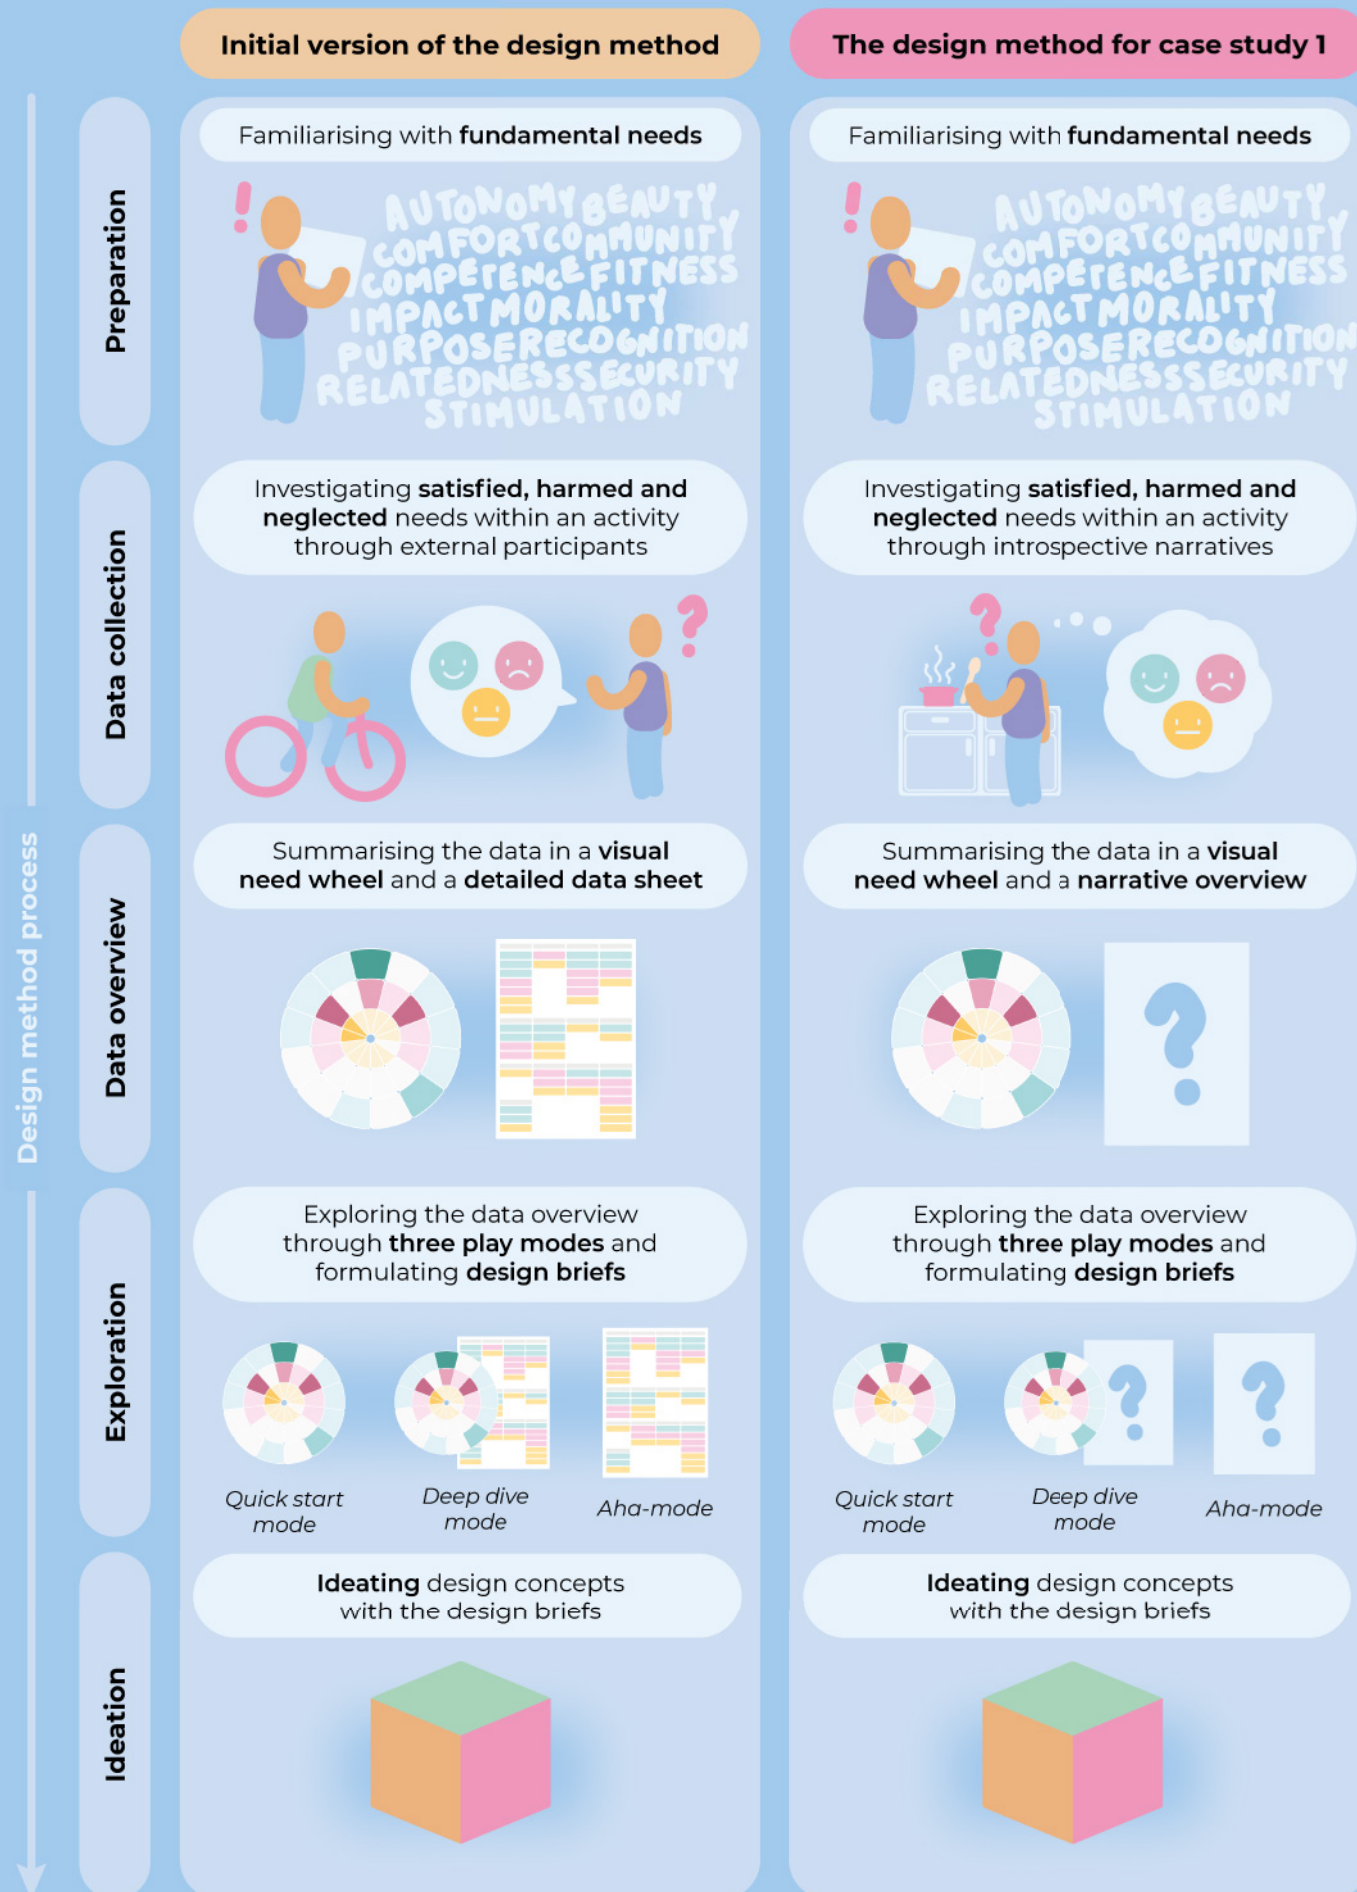 Initial version of the design method
The design method for case study 1
Design method process
Preparation
Familiarising with fundamental needs
AUTONOMY BEAUTY
COMFORT COMMUNITY
COMPETENCE FITNESS
IMPACT MORALITY
PURPOSE RECOGNITION
RELATEDNESS SECURITY
STIMULATION
Familiarising with fundamental needs
AUTONOMY BEAUTY
COMFORT COMMUNITY
COMPETENCE FITNESS
IMPACT MORALITY
PURPOSE RECOGNITION
RELATEDNESS SECURITY
STIMULATION
Data collection
Investigating satisfied, harmed and
neglected needs within an activity
through external participants
?
Investigating satisfied, harmed and
neglected needs within an activity
through introspective narratives
?
Data overview
Summarising the data in a visual
need wheel and a detailed data sheet
Summarising the data in a visual
need wheel and a narrative overview
?
Exploration
Exploring the data overview
through three play modes and
formulating design briefs
Quick start
mode
Deep dive
mode
Aha-mode
Exploring the data overview
through three play modes and
formulating design briefs
? ?
Quick start
mode
Deep dive
mode
Aha-mode
Ideation
Ideating design concepts
with the design briefs
Ideating design concepts
with the design briefs